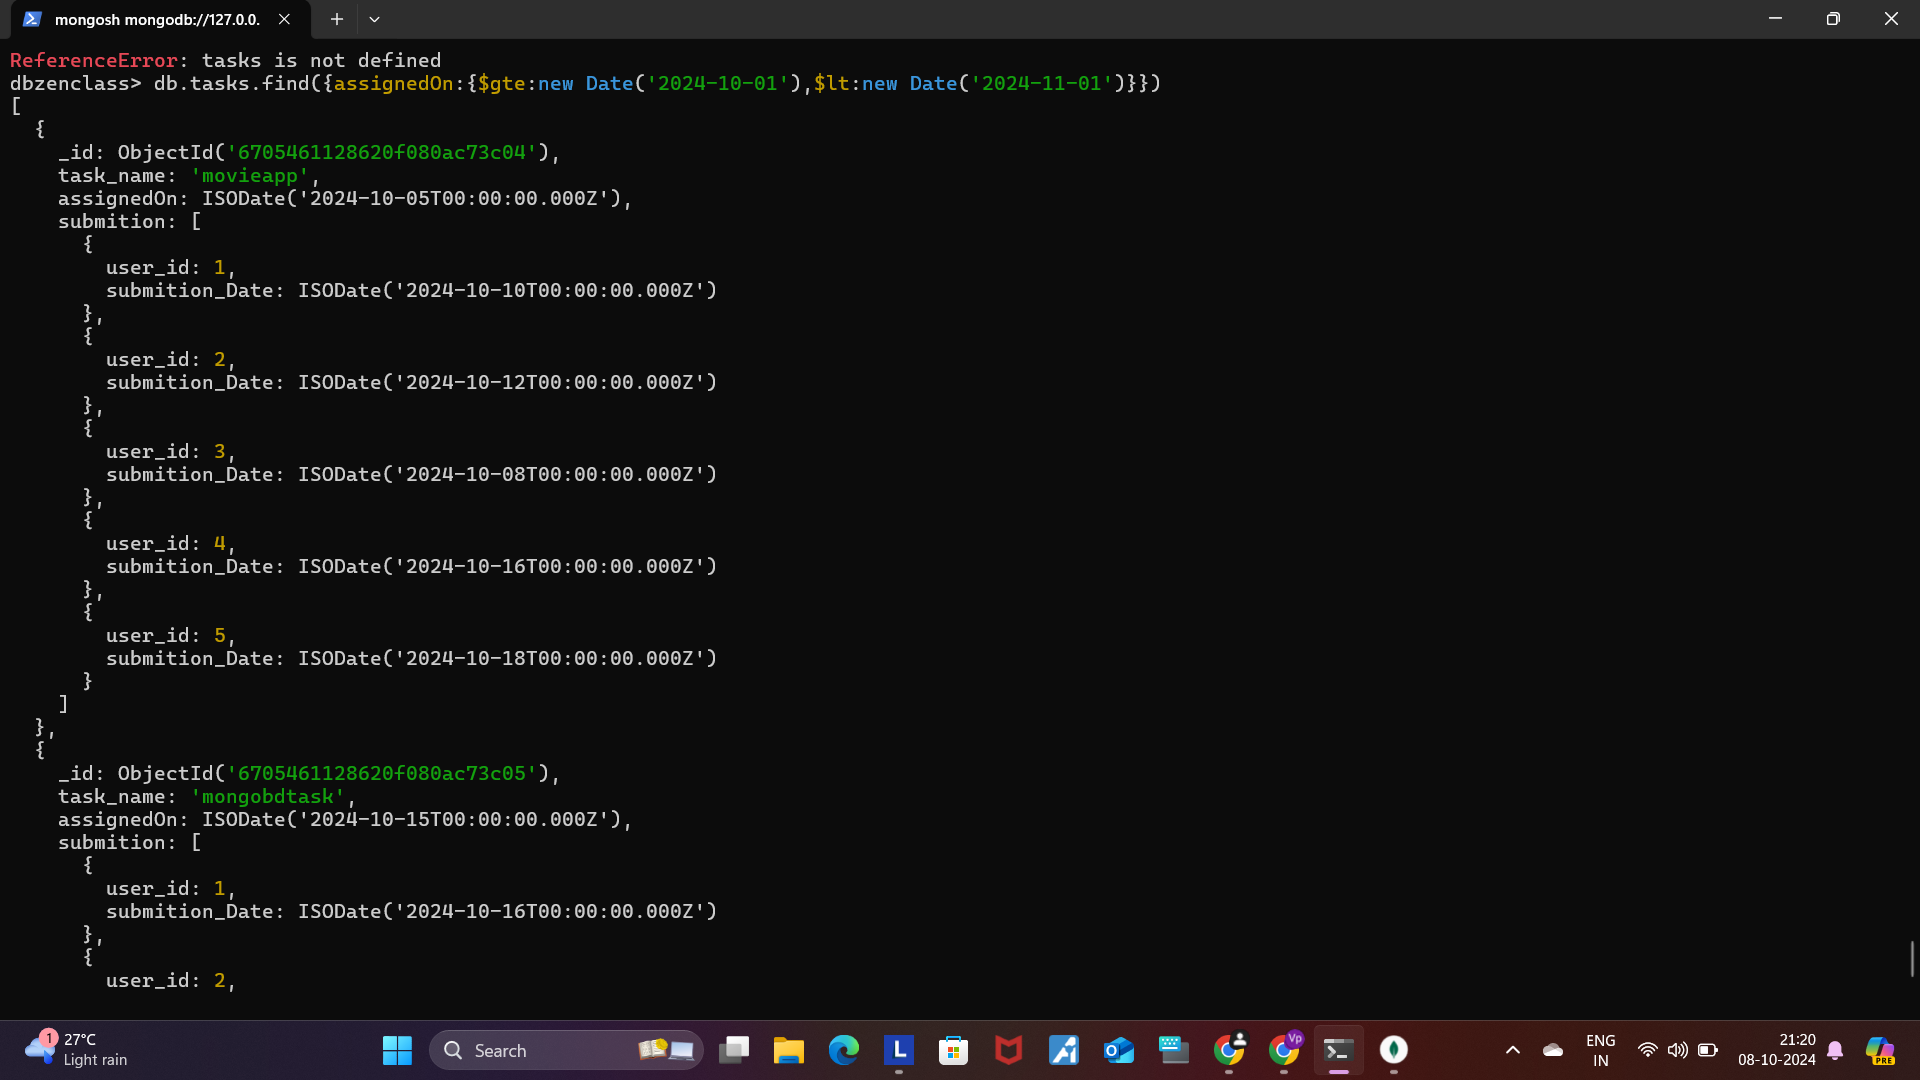 mongosh mongodb://127.0.0.
ReferenceError: tasks is not defined
dbzenclass> db.tasks.find({assignedOn:{$gte:new Date('2024-10-01'),$lt:new Date('2024-11-01')}})
[
  {
    _id: ObjectId('6705461128620f080ac73c04'),
    task_name: 'movieapp',
    assignedOn: ISODate('2024-10-05T00:00:00.000Z'),
    submition: [
      {
        user_id: 1,
        submition_Date: ISODate('2024-10-10T00:00:00.000Z')
      },
      {
        user_id: 2,
        submition_Date: ISODate('2024-10-12T00:00:00.000Z')
      },
      {
        user_id: 3,
        submition_Date: ISODate('2024-10-08T00:00:00.000Z')
      },
      {
        user_id: 4,
        submition_Date: ISODate('2024-10-16T00:00:00.000Z')
      },
      {
        user_id: 5,
        submition_Date: ISODate('2024-10-18T00:00:00.000Z')
      }
    ]
  },
  {
    _id: ObjectId('6705461128620f080ac73c05'),
    task_name: 'mongobdtask',
    assignedOn: ISODate('2024-10-15T00:00:00.000Z'),
    submition: [
      {
        user_id: 1,
        submition_Date: ISODate('2024-10-16T00:00:00.000Z')
      },
      {
        user_id: 2,
1
27°C
Light rain
Search
L
Vp
ENG
IN
21:20
08-10-2024
PRE